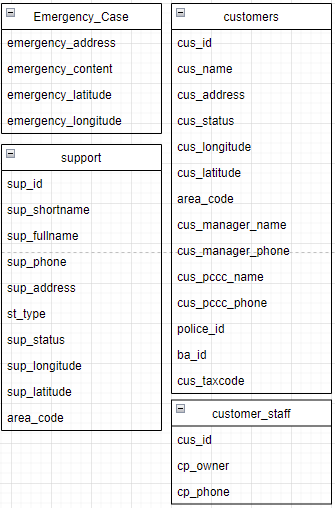 Emergency_Case
emergency_address
emergency_content
emergency_latitude
emergency_longitude
support
sup_id
sup_shortname
sup_fullname
sup_phone
sup_address
st_type
sup_status
sup_longitude
sup_latitude
area_code
customers
cus_id
cus_name
cus_address
cus_status
cus_longitude
cus_latitude
area_code
cus_manager_name
cus_manager_phone
cus_pccc_name
cus_pccc_phone
police_id
ba_id
cus_taxcode
customer_staff
cus_id
cp_owner
cp_phone